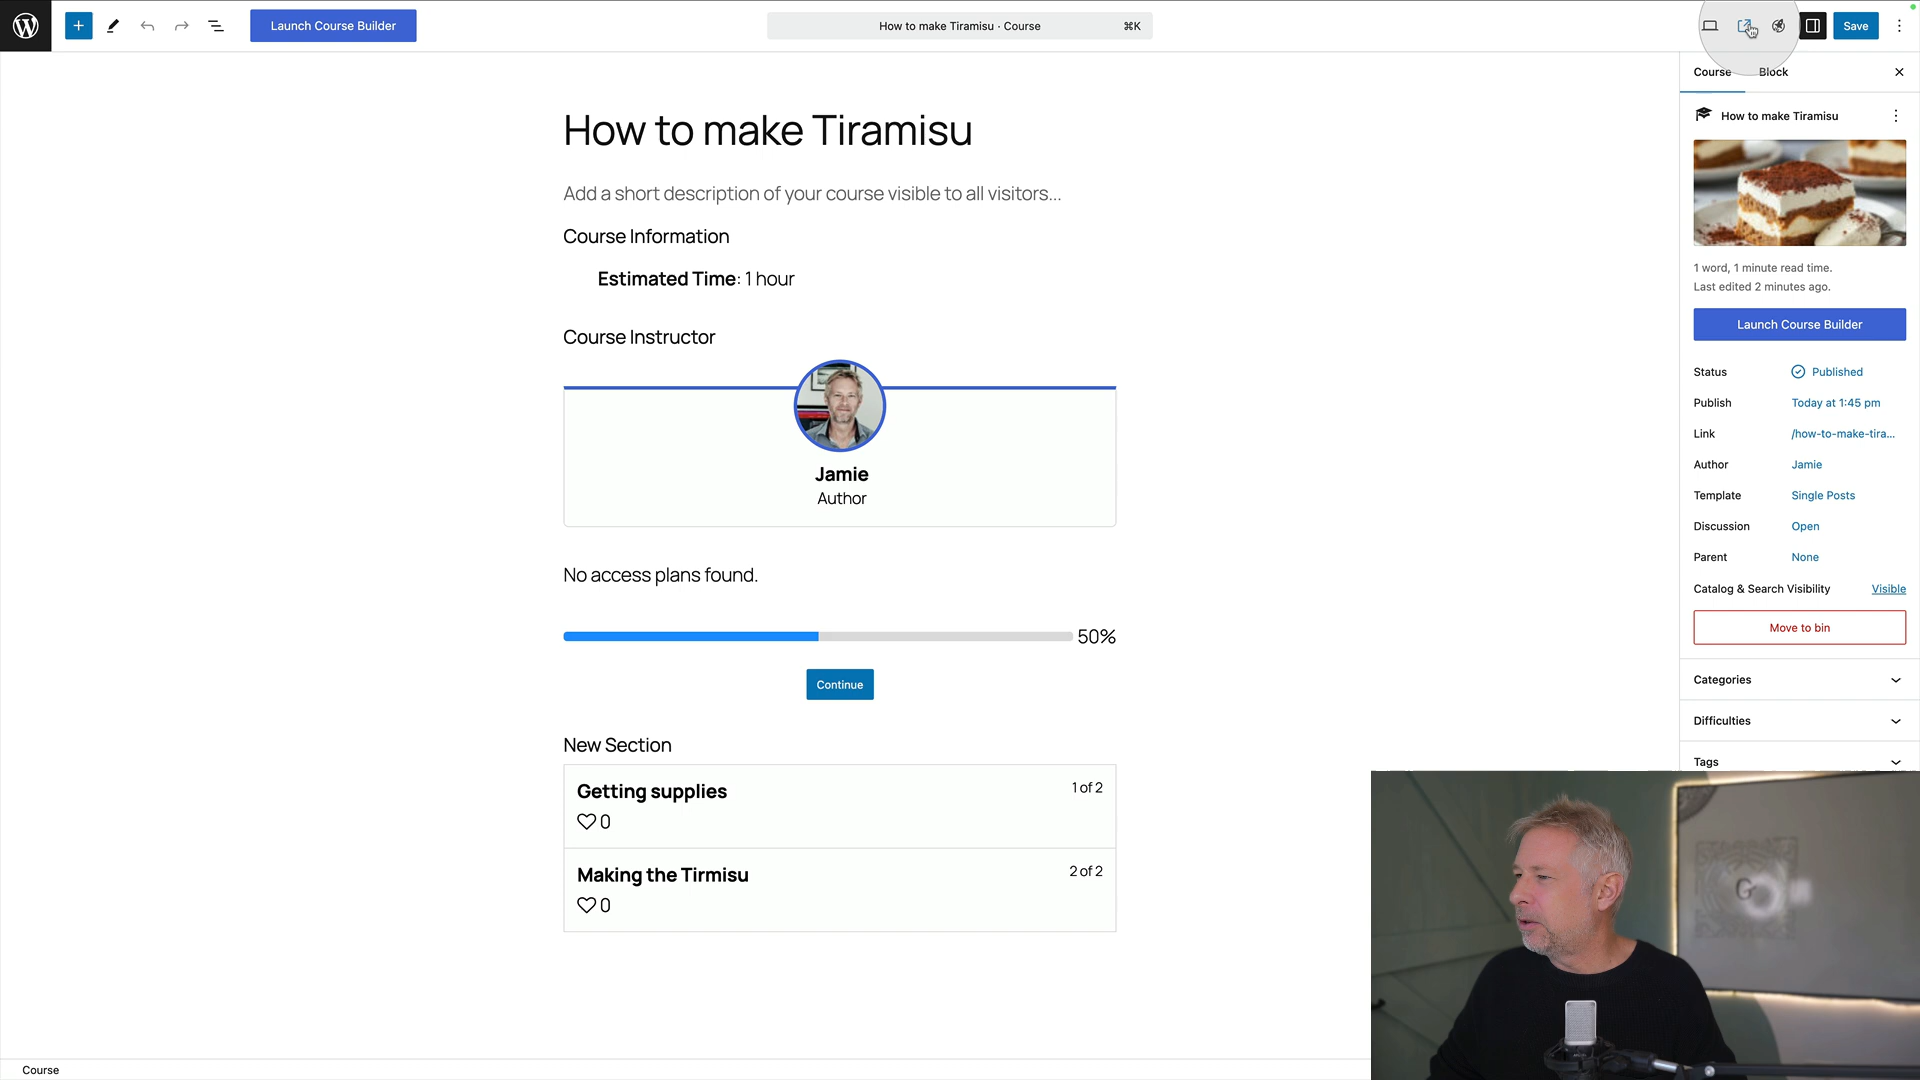 Launch Course Builder
How to make Tiramisu · Course
⌘K
Save
Course
Block
How to make Tiramisu
1 word, 1 minute read time.
Last edited 2 minutes ago.
Launch Course Builder
Status
Published
Publish
Today at 1:45 pm
Link
/how-to-make-tira...
Author
Jamie
Template
Single Posts
Discussion
Open
Parent
None
Catalog & Search Visibility
Visible
Move to bin
Categories
Difficulties
Tags
How to make Tiramisu
Add a short description of your course visible to all visitors...
Course Information
Estimated Time: 1 hour
Course Instructor
Jamie
Author
No access plans found.
50%
Continue
New Section
Getting supplies
1 of 2
0
Making the Tirmisu
2 of 2
0
Course